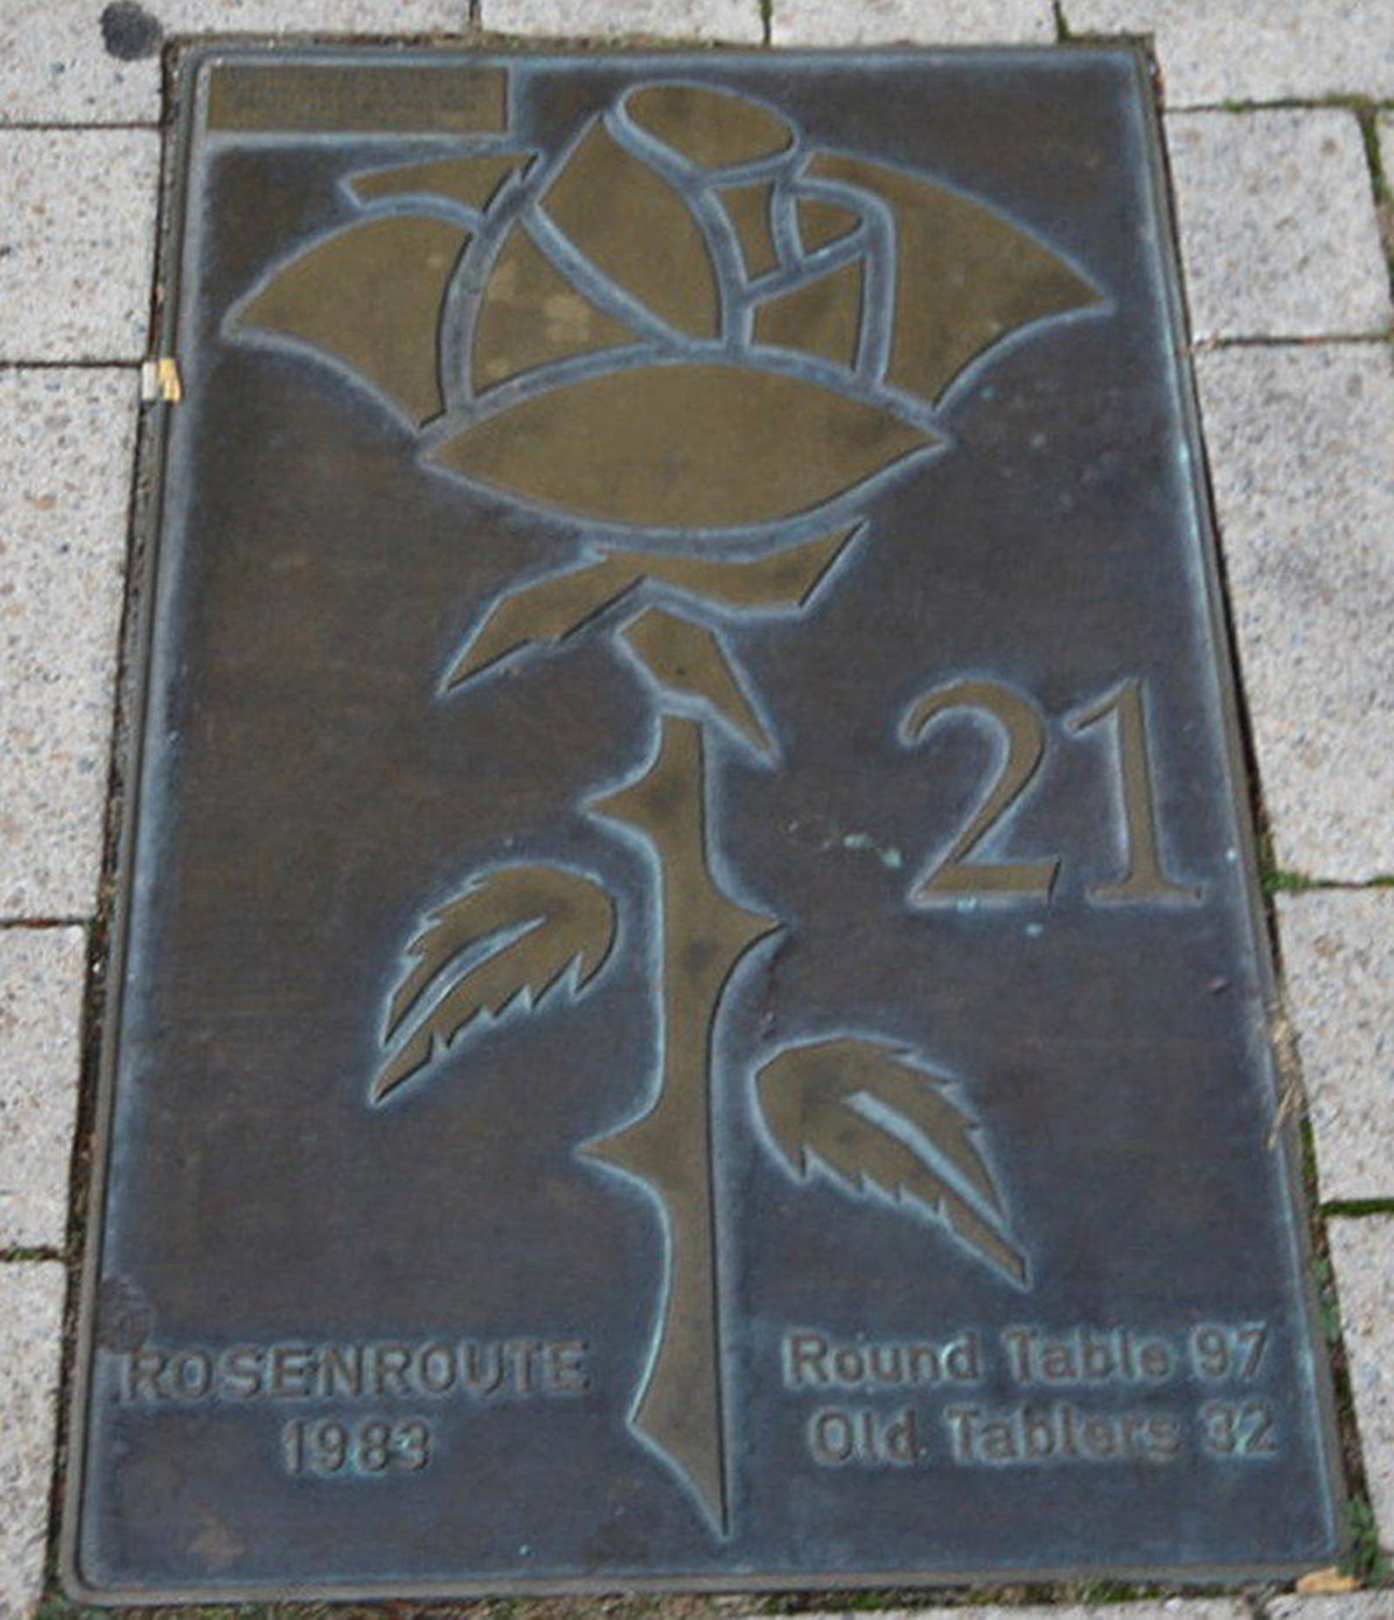 21
ROSENROUTE
1983
Round Table 97
Old Tablers 32